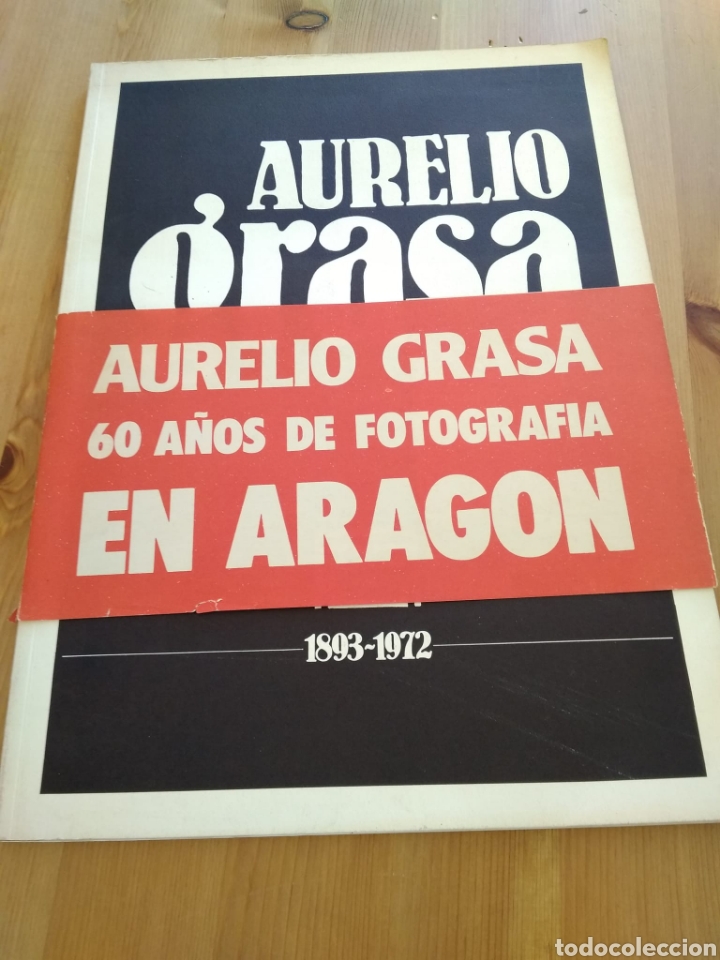 AURELIO
grasa
AURELIO GRASA
60 AÑOS DE FOTOGRAFIA
EN ARAGON
1893~1972
todocoleccion